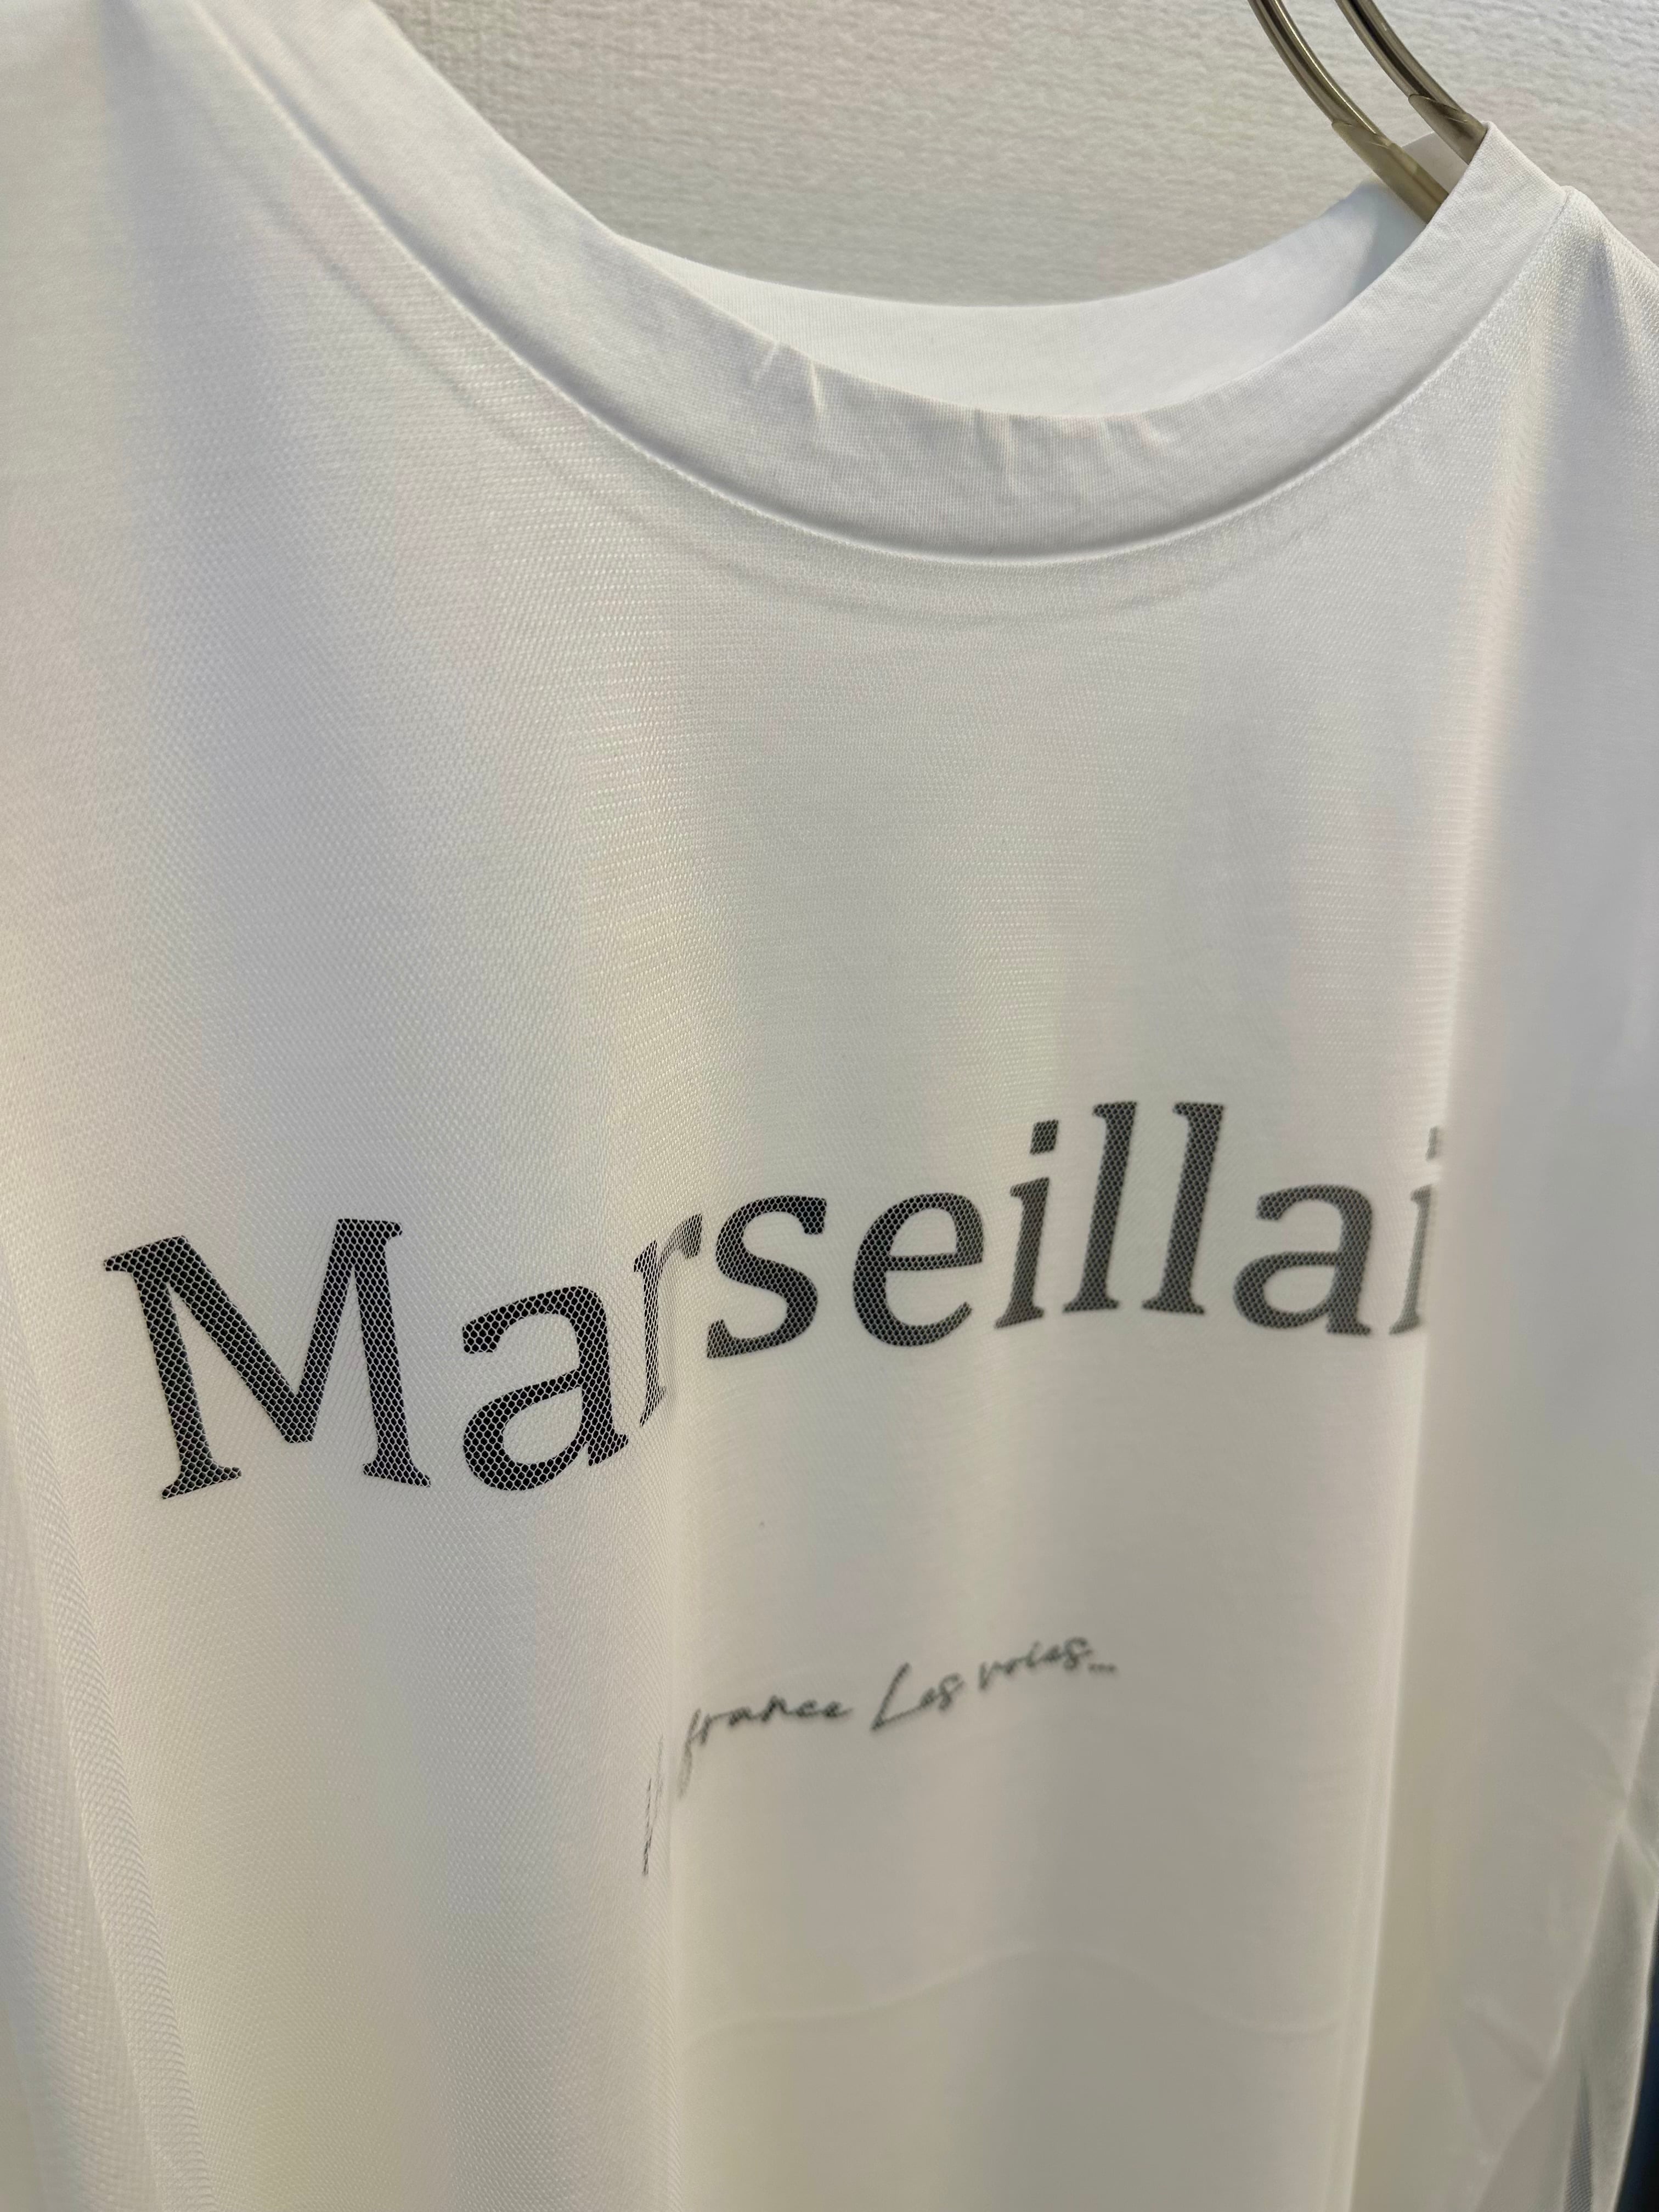 Marseillai
france Les voies...